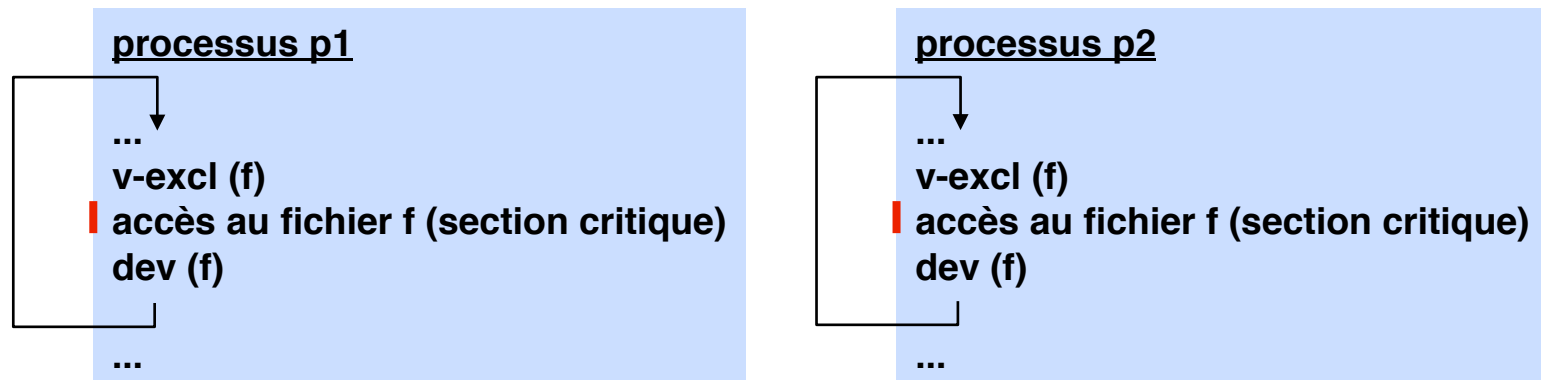 processus p1
...
v-excl (f)
accès au fichier f (section critique)
dev (f)
...
processus p2
...
v-excl (f)
accès au fichier f (section critique)
dev (f)
...